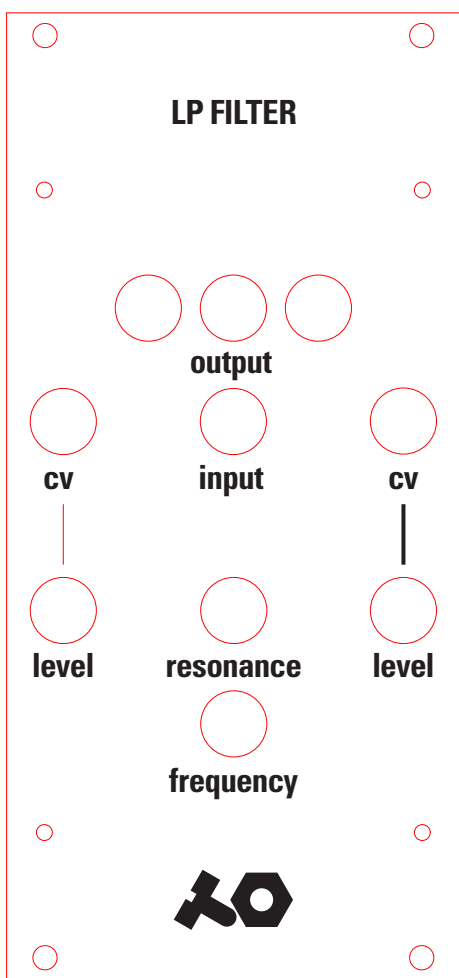 LP FILTER
output
cv input cv
level resonance level
frequency